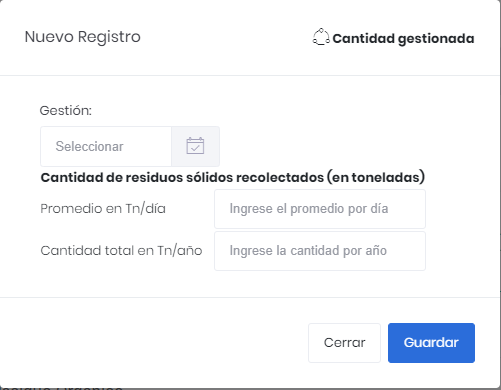 Nuevo Registro
Cantidad gestionada
Gestión:
Seleccionar
Cantidad de residuos sólidos recolectados (en toneladas)
Promedio en Tn/día
Ingrese el promedio por día
Cantidad total en Tn/año
Ingrese la cantidad por año
Cerrar
Guardar